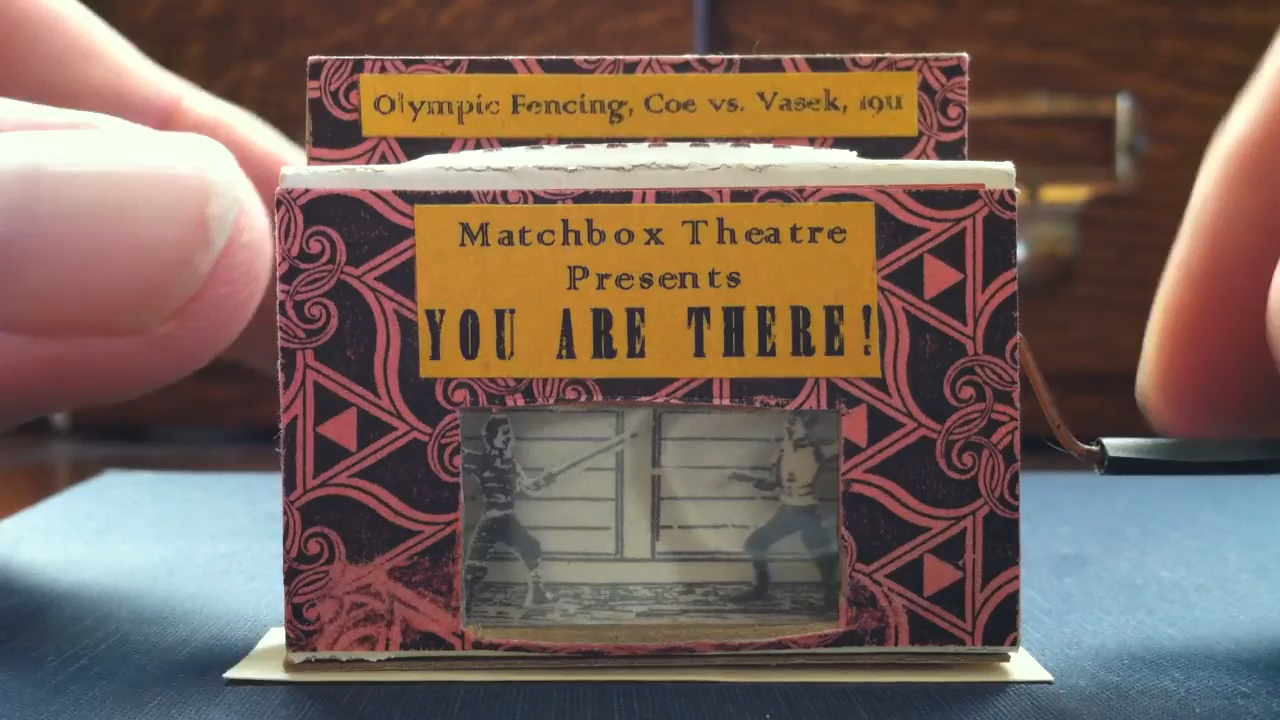 Olympic Fencing, Coe vs. Vasek, 1911
Matchbox Theatre
Presents
YOU ARE THERE!